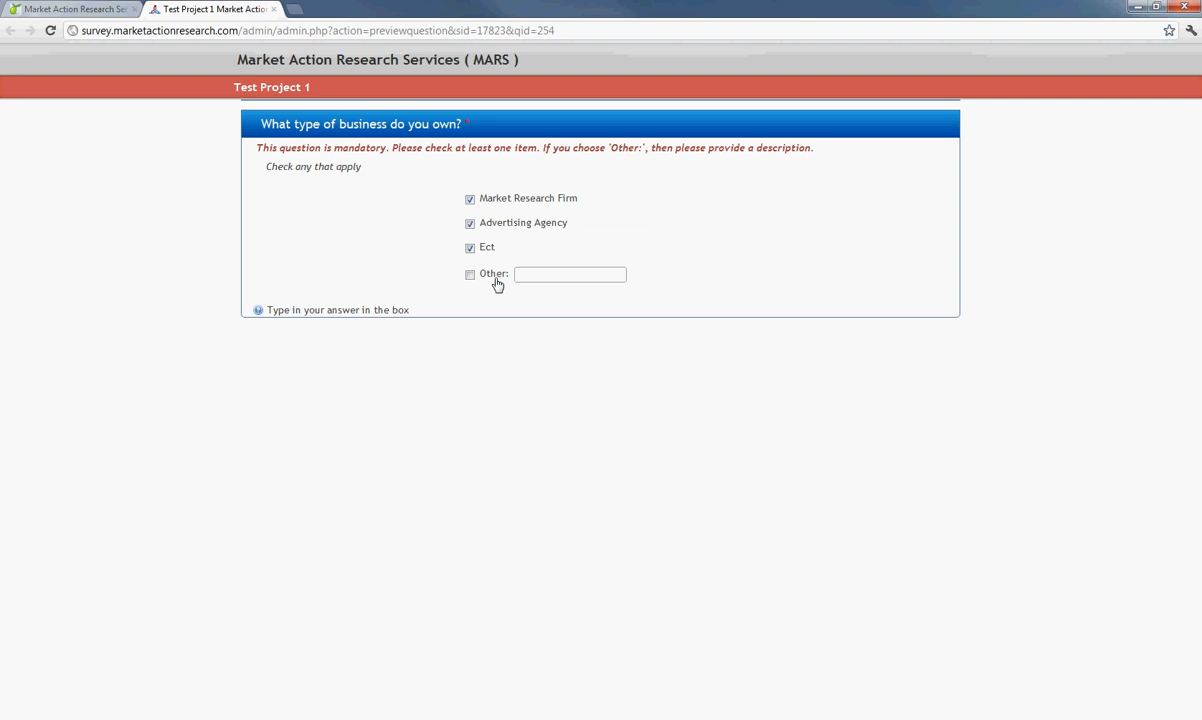 Market Action Research Ser
Test Project 1 Market Action
survey.marketactionresearch.com/admin/admin.php?action=previewquestion&sid=17823&qid=254
Market Action Research Services ( MARS )
Test Project 1
What type of business do you own? *
This question is mandatory. Please check at least one item. If you choose 'Other:', then please provide a description.
Check any that apply
Market Research Firm
Advertising Agency
Ect
Other:
Type in your answer in the box